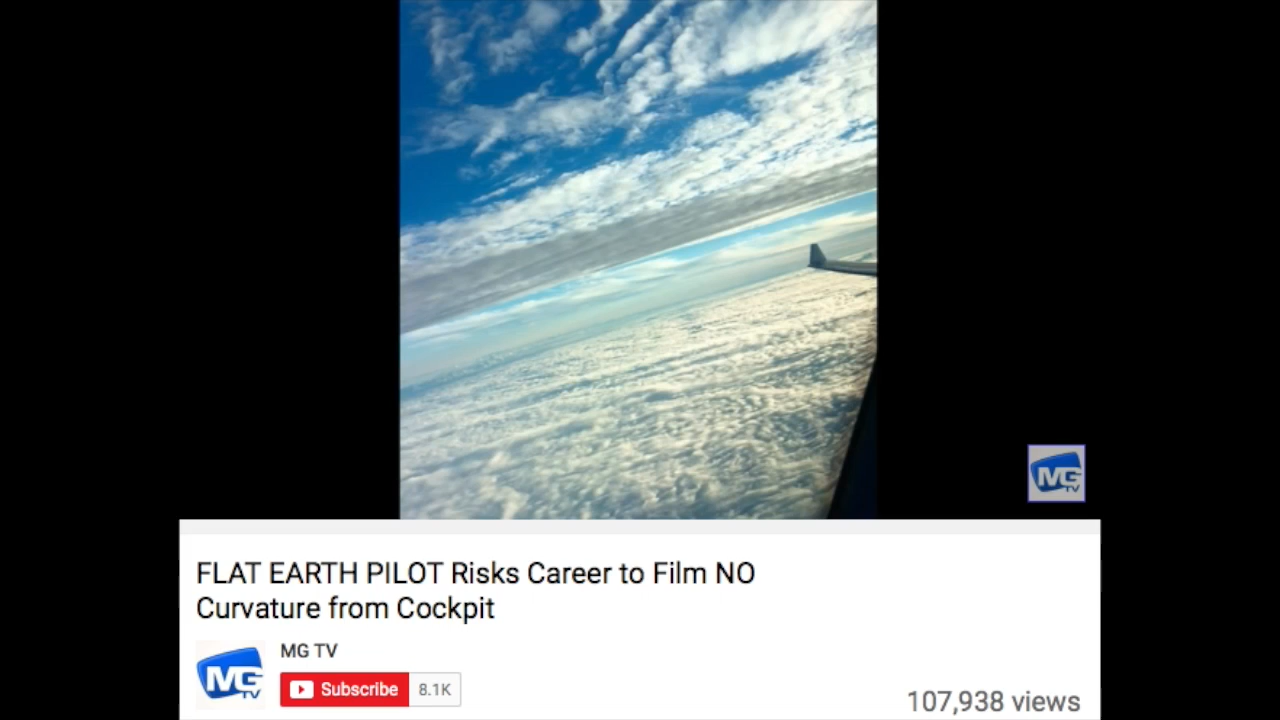 MG
TV
FLAT EARTH PILOT Risks Career to Film NO
Curvature from Cockpit
MG TV
MG
TV
Subscribe 8.1K
107,938 views